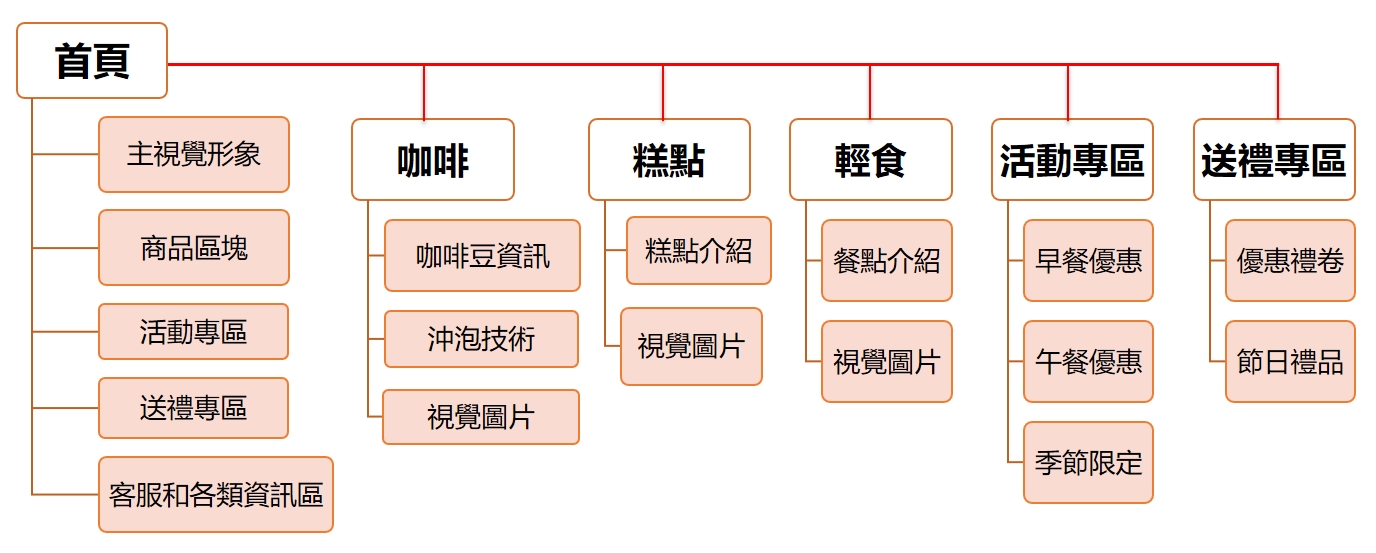 首頁
主視覺形象
商品區塊
活動專區
送禮專區
客服和各類資訊區
咖啡
咖啡豆資訊
沖泡技術
視覺圖片
糕點
糕點介紹
視覺圖片
輕食
餐點介紹
視覺圖片
活動專區
早餐優惠
午餐優惠
季節限定
送禮專區
優惠禮卷
節日禮品